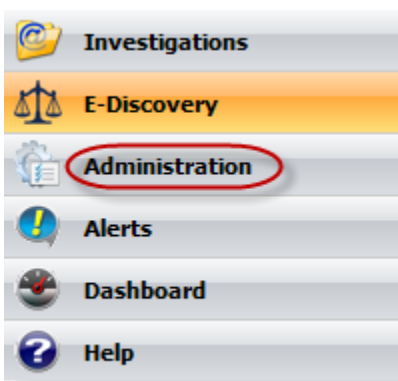 Investigations
E-Discovery
Administration
Alerts
Dashboard
Help